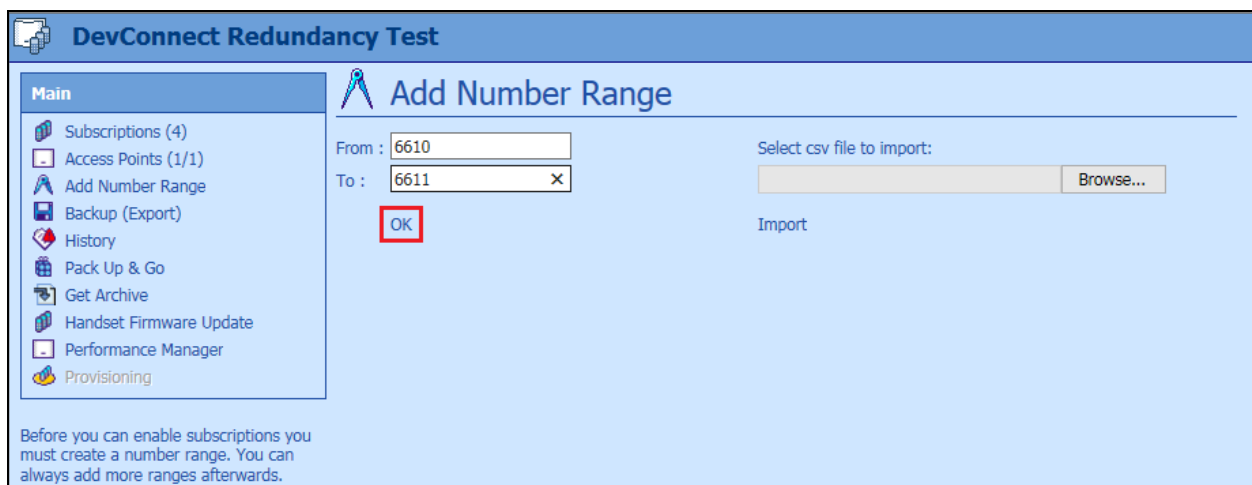 DevConnect Redundancy Test
Main
Subscriptions (4)
Access Points (1/1)
Add Number Range
Backup (Export)
History
Pack Up & Go
Get Archive
Handset Firmware Update
Performance Manager
Provisioning
Before you can enable subscriptions you
must create a number range. You can
always add more ranges afterwards.
Add Number Range
From : 6610
To : 6611
OK
Select csv file to import:
Browse...
Import